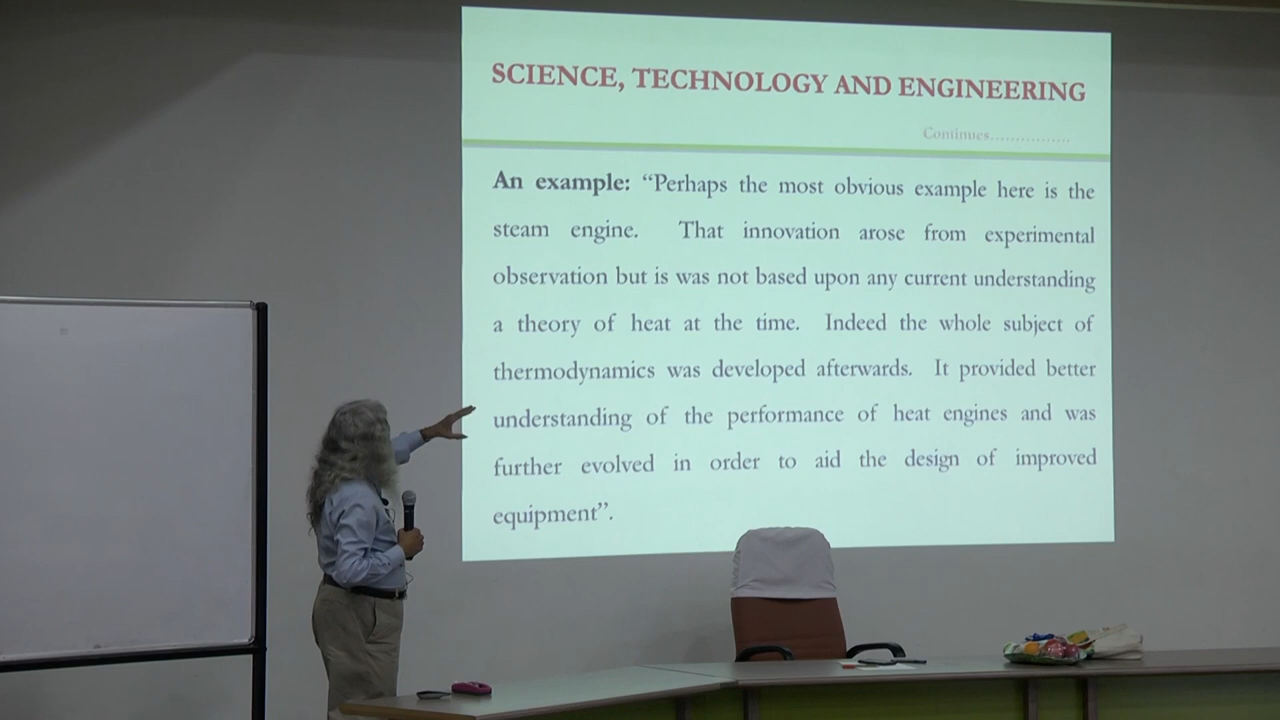 SCIENCE, TECHNOLOGY AND ENGINEERING
Continues................
An example: “Perhaps the most obvious example here is the
steam engine. That innovation arose from experimental
observation but is was not based upon any current understanding
a theory of heat at the time. Indeed the whole subject of
thermodynamics was developed afterwards. It provided better
understanding of the performance of heat engines and was
further evolved in order to aid the design of improved
equipment”.